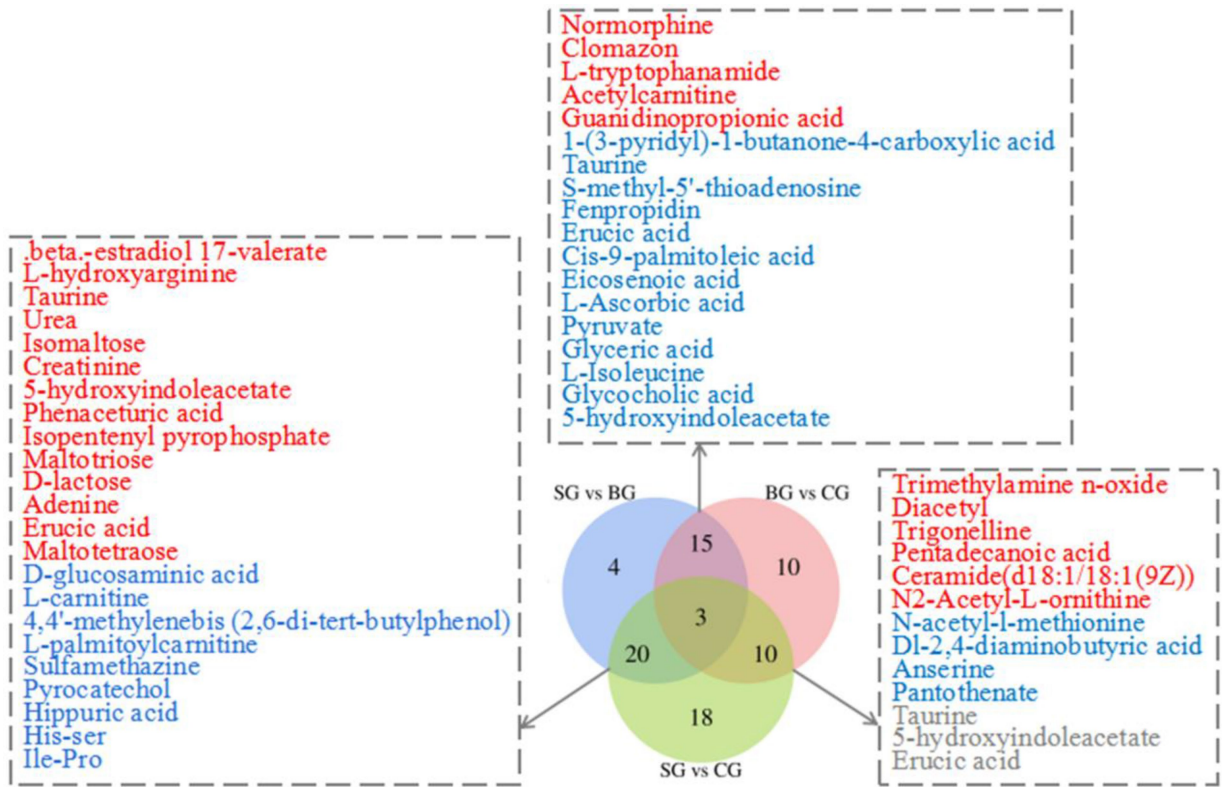 Normorphine
Clomazon
L-tryptophanamide
Acetylcarnitine
Guanidinopropionic acid
1-(3-pyridyl)-1-butanone-4-carboxylic acid
Taurine
S-methyl-5'-thioadenosine
Fenpropidin
Erucic acid
Cis-9-palmitoleic acid
Eicosenoic acid
L-Ascorbic acid
Pyruvate
Glyceric acid
L-Isoleucine
Glycocholic acid
5-hydroxyindoleacetate
.beta.-estradiol 17-valerate
L-hydroxyarginine
Taurine
Urea
Isomaltose
Creatinine
5-hydroxyindoleacetate
Phenaceturic acid
Isopentenyl pyrophosphate
Maltotriose
D-lactose
Adenine
Erucic acid
Maltotetraose
D-glucosaminic acid
L-carnitine
4,4'-methylenebis (2,6-di-tert-butylphenol)
L-palmitoylcarnitine
Sulfamethazine
Pyrocatechol
Hippuric acid
His-ser
Ile-Pro
SG vs BG
BG vs CG
15
4
10
3
20
10
18
SG vs CG
Trimethylamine n-oxide
Diacetyl
Trigonelline
Pentadecanoic acid
Ceramide(d18:1/18:1(9Z))
N2-Acetyl-L-ornithine
N-acetyl-l-methionine
Dl-2,4-diaminobutyric acid
Anserine
Pantothenate
Taurine
5-hydroxyindoleacetate
Erucic acid